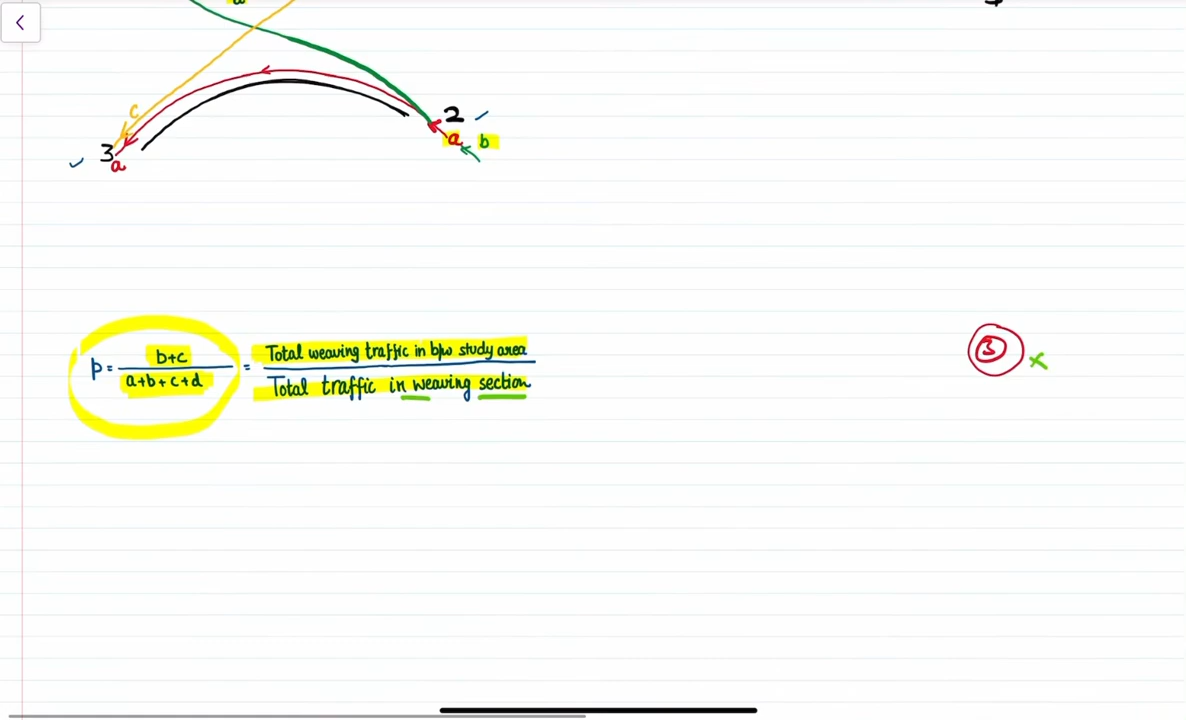 c
2
a b
3
a
p = b+c / a+b+c+d = Total weaving traffic in b/w study area / Total traffic in weaving section
3 x